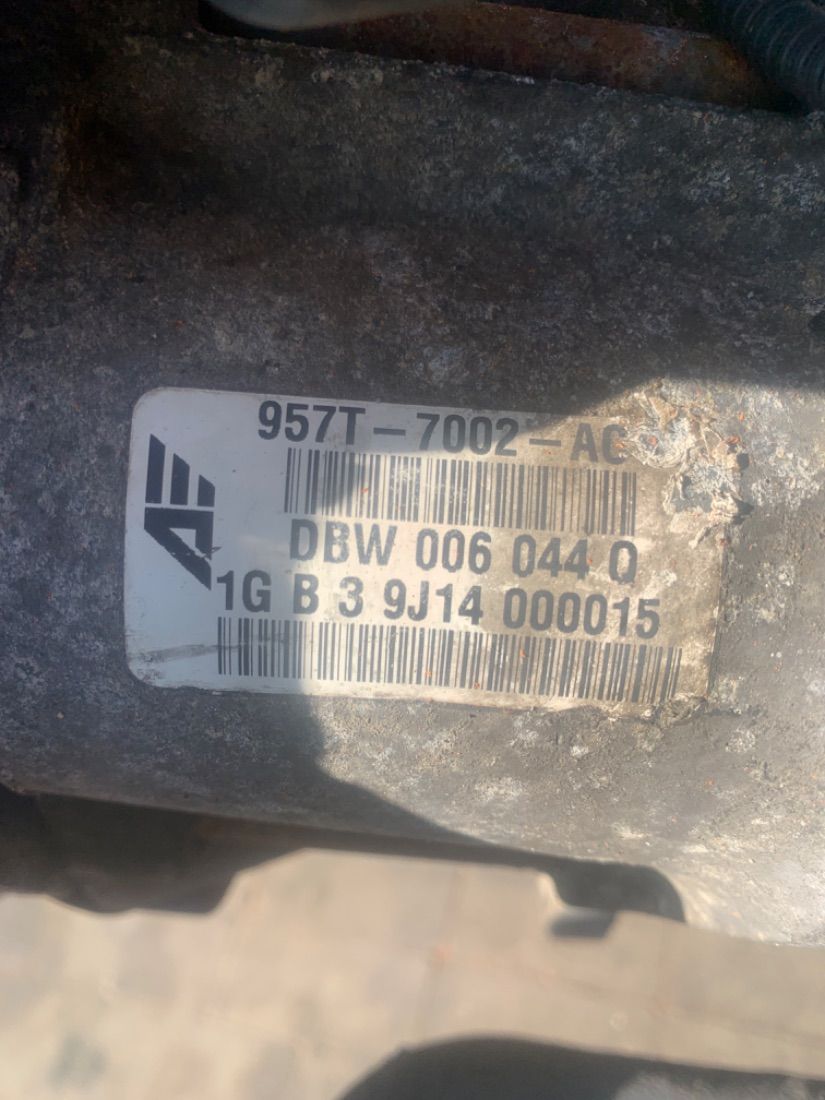 957T-7002-AC
DBW 006 044 Q
1G B 3 9J14 000015